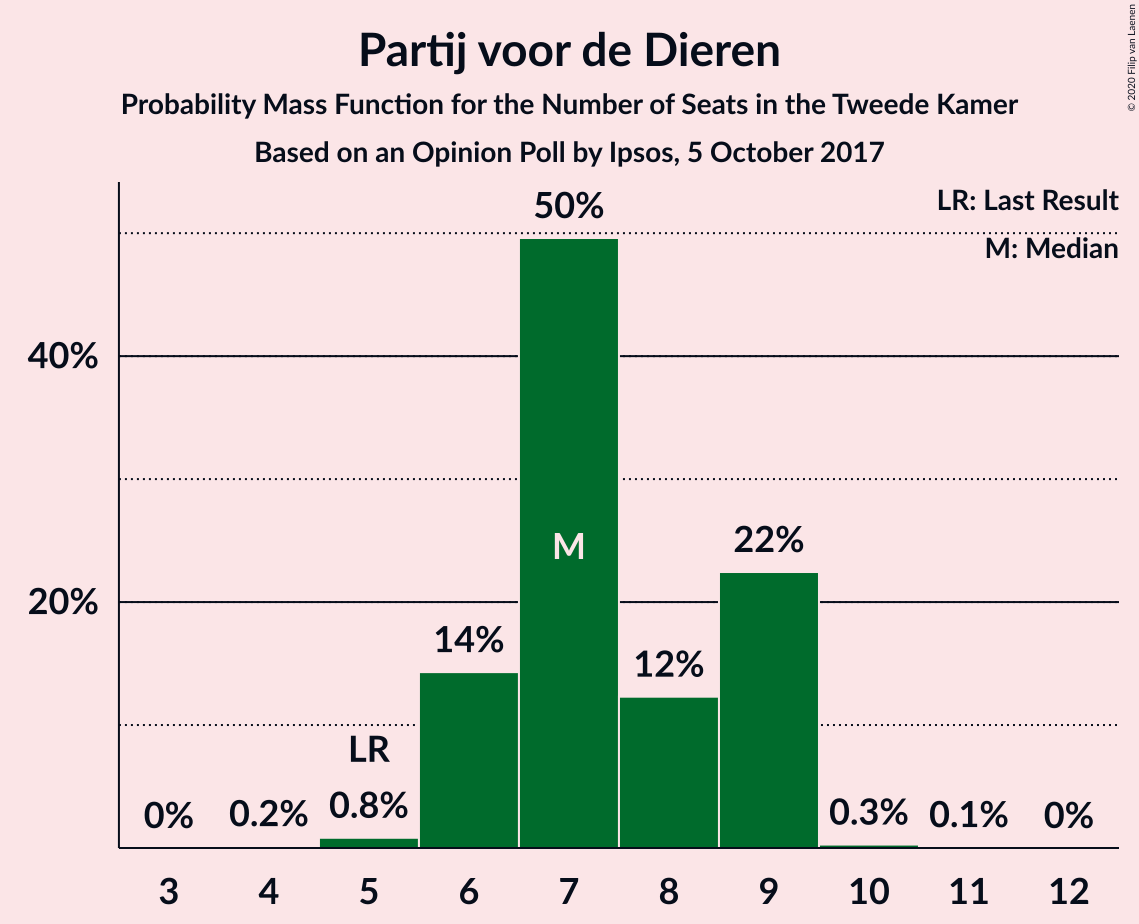 Partij voor de Dieren
Probability Mass Function for the Number of Seats in the Tweede Kamer
Based on an Opinion Poll by Ipsos, 5 October 2017
© 2020 Filip van Laenen
LR: Last Result
M: Median
50%
40%
M
22%
20%
14%
12%
LR
0% 0.2% 0.8% 0.3% 0.1% 0%
3 4 5 6 7 8 9 10 11 12